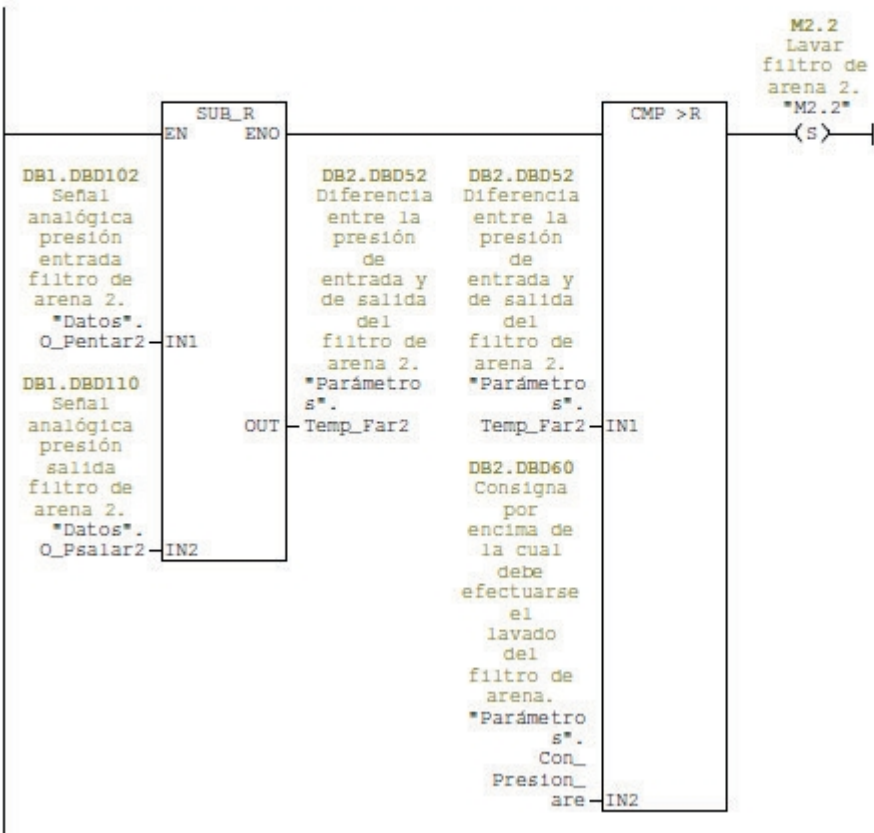 M2.2
Lavar
filtro de
arena 2.
"M2.2"
(S)
SUB_R
EN ENO
CMP >R
DB1.DBD102
Señal
analógica
presión
entrada
filtro de
arena 2.
"Datos".
O_Pentar2
IN1
DB1.DBD110
Señal
analógica
presión
salida
filtro de
arena 2.
"Datos".
O_Psalar2
IN2
DB2.DBD52
Diferencia
entre la
presión
de
entrada y
de salida
del
filtro de
arena 2.
"Parámetro
s".
OUT
Temp_Far2
DB2.DBD52
Diferencia
entre la
presión
de
entrada y
de salida
del
filtro de
arena 2.
"Parámetro
s".
Temp_Far2
IN1
DB2.DBD60
Consigna
por
encima de
la cual
debe
efectuarse
el
lavado
del
filtro de
arena.
"Parámetro
s".
Con_
Presion_
are
IN2